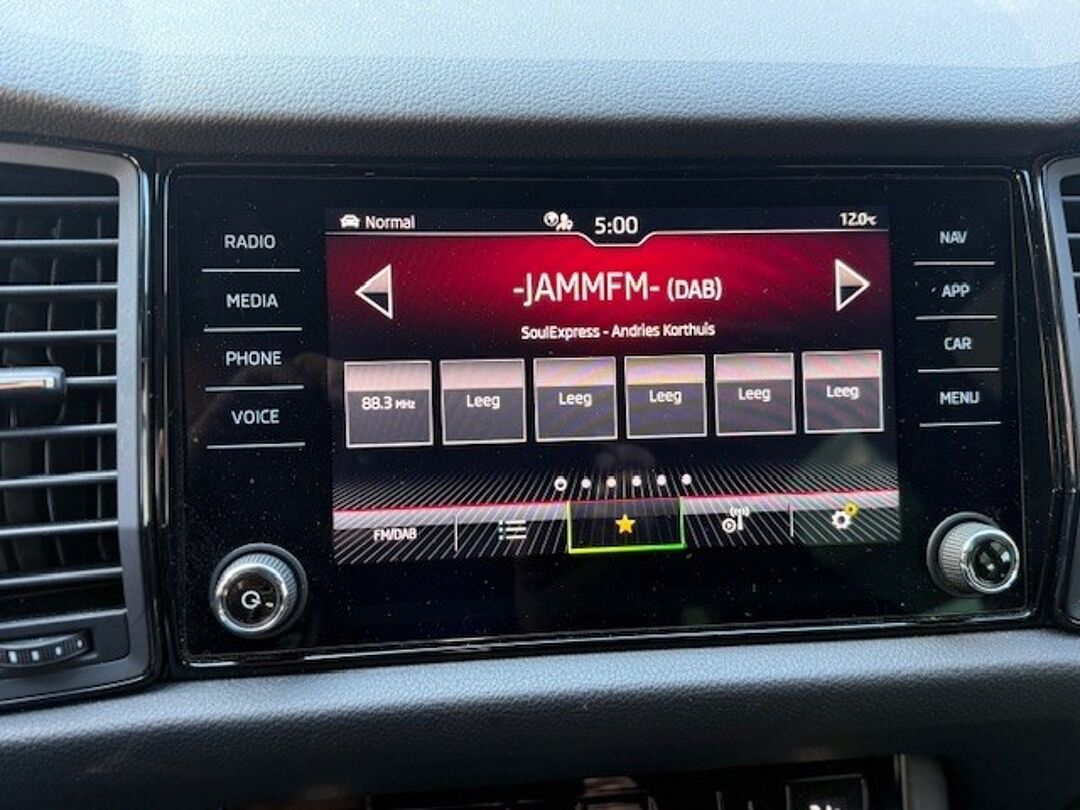 RADIO
MEDIA
PHONE
VOICE
Normal
5:00
12.0°C
-JAMMFM- (DAB)
SoulExpress - Andries Korthuis
88.3 MHz
Leeg
Leeg
Leeg
Leeg
Leeg
FM/DAB
NAV
APP
CAR
MENU